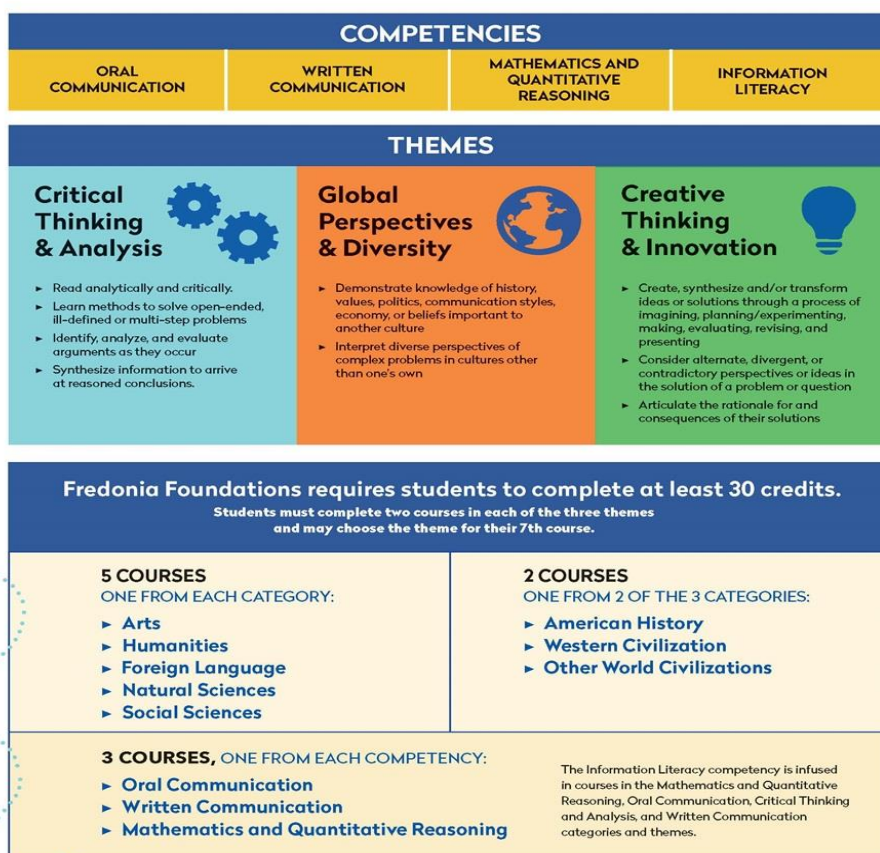 COMPETENCIES
ORAL
COMMUNICATION
WRITTEN
COMMUNICATION
MATHEMATICS AND
QUANTITATIVE
REASONING
INFORMATION
LITERACY
THEMES
Critical
Thinking
& Analysis
► Read analytically and critically.
► Learn methods to solve open-ended,
ill-defined or multi-step problems
► Identify, analyze, and evaluate
arguments as they occur
► Synthesize information to arrive
at reasoned conclusions.
Global
Perspectives
& Diversity
► Demonstrate knowledge of history,
values, politics, communication styles,
economy, or beliefs important to
another culture
► Interpret diverse perspectives of
complex problems in cultures other
than one's own
Creative
Thinking
& Innovation
► Create, synthesize and/or transform
ideas or solutions through a process of
imagining, planning/experimenting,
making, evaluating, revising, and
presenting
► Consider alternate, divergent, or
contradictory perspectives or ideas in
the solution of a problem or question
► Articulate the rationale for and
consequences of their solutions
Fredonia Foundations requires students to complete at least 30 credits.
Students must complete two courses in each of the three themes
and may choose the theme for their 7th course.
5 COURSES
ONE FROM EACH CATEGORY:
► Arts
► Humanities
► Foreign Language
► Natural Sciences
► Social Sciences
2 COURSES
ONE FROM 2 OF THE 3 CATEGORIES:
► American History
► Western Civilization
► Other World Civilizations
3 COURSES, ONE FROM EACH COMPETENCY:
► Oral Communication
► Written Communication
► Mathematics and Quantitative Reasoning
The Information Literacy competency is infused
in courses in the Mathematics and Quantitative
Reasoning, Oral Communication, Critical Thinking
and Analysis, and Written Communication
categories and themes.